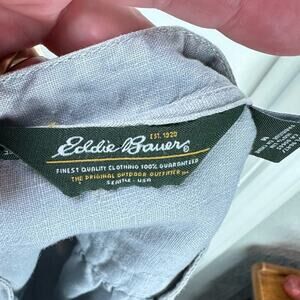 EST. 1920
Eddie Bauer®
FINEST QUALITY CLOTHING 100% GUARANTEED
THE ORIGINAL OUTDOOR OUTFITTER
SEATTLE · USA